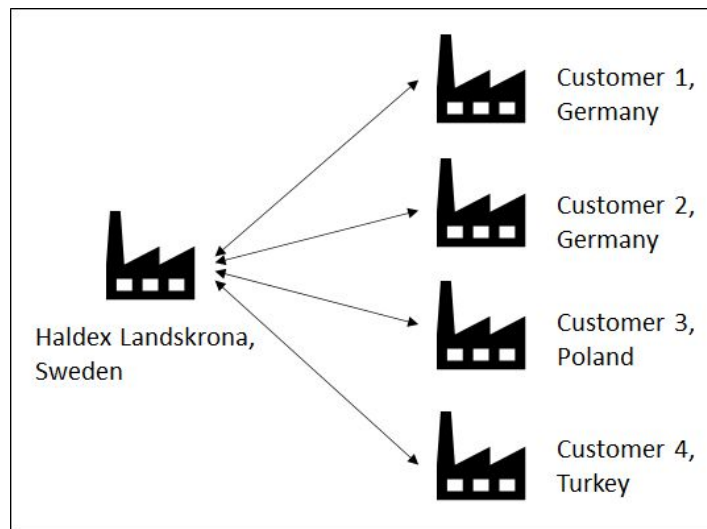 Customer 1,
Germany
Customer 2,
Germany
Haldex Landskrona,
Sweden
Customer 3,
Poland
Customer 4,
Turkey